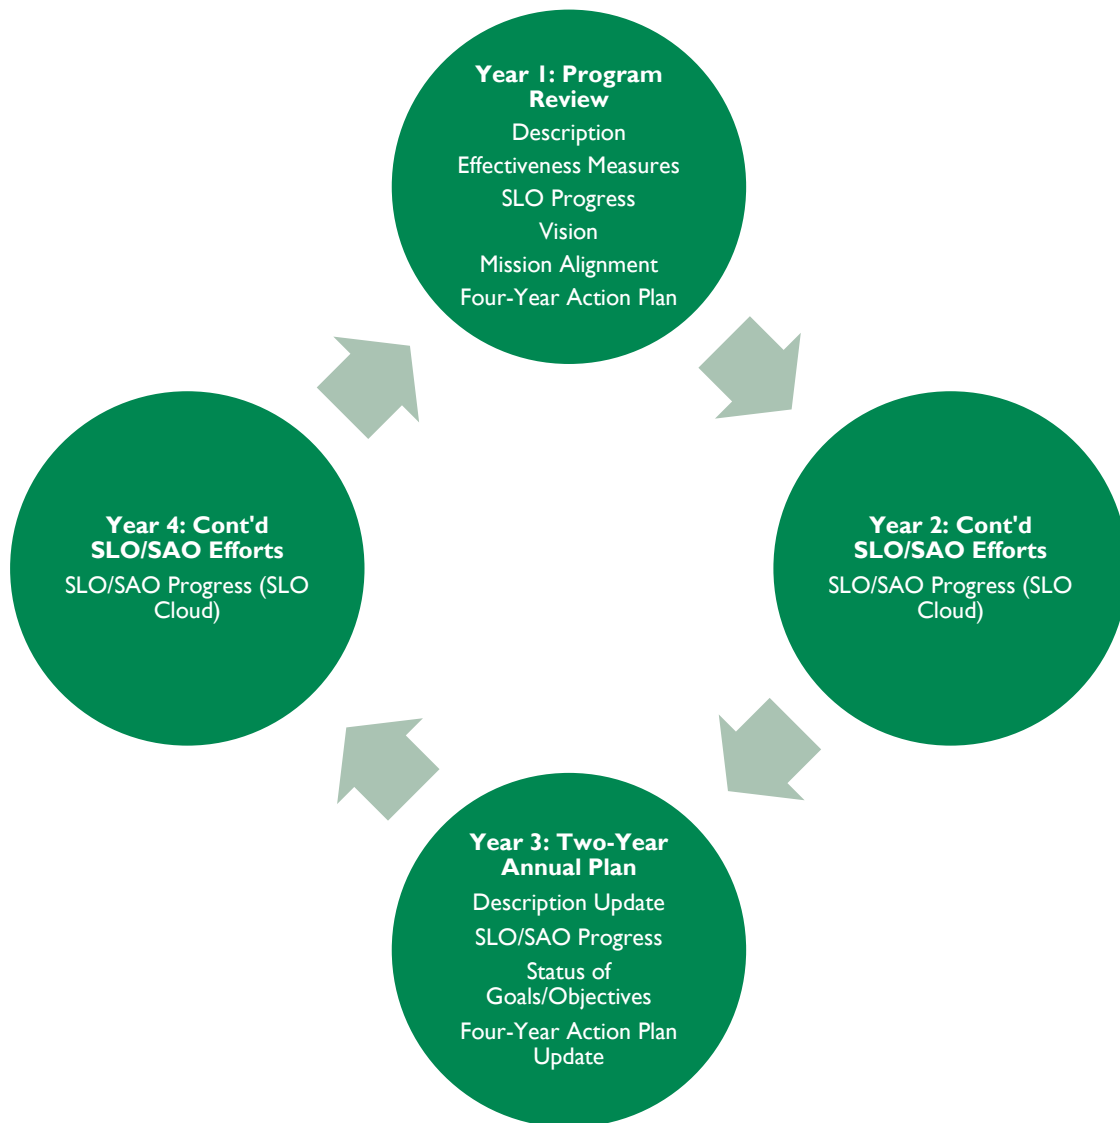 Year 1: Program
Review
Description
Effectiveness Measures
SLO Progress
Vision
Mission Alignment
Four-Year Action Plan
Year 2: Cont'd
SLO/SAO Efforts
SLO/SAO Progress (SLO
Cloud)
Year 3: Two-Year
Annual Plan
Description Update
SLO/SAO Progress
Status of
Goals/Objectives
Four-Year Action Plan
Update
Year 4: Cont'd
SLO/SAO Efforts
SLO/SAO Progress (SLO
Cloud)